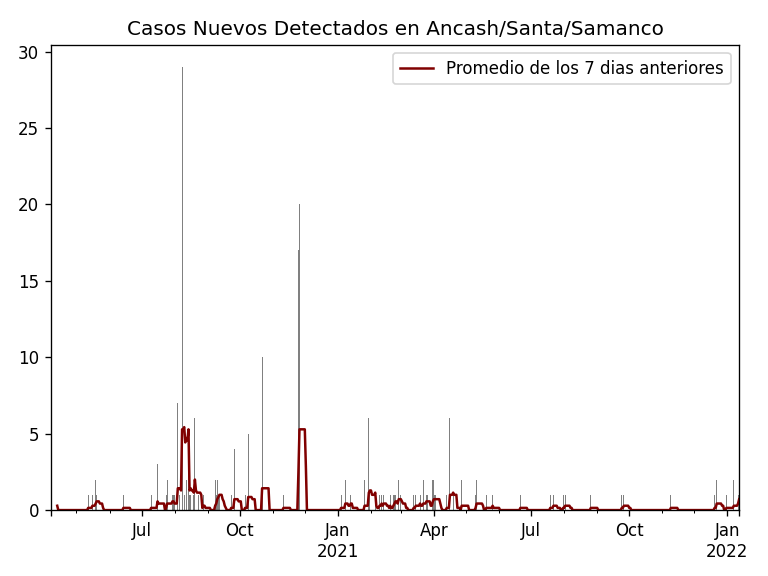 Casos Nuevos Detectados en Ancash/Santa/Samanco
Promedio de los 7 dias anteriores
30
25
20
15
10
5
0
Jul Oct Jan Apr Jul Oct Jan
2021 2022